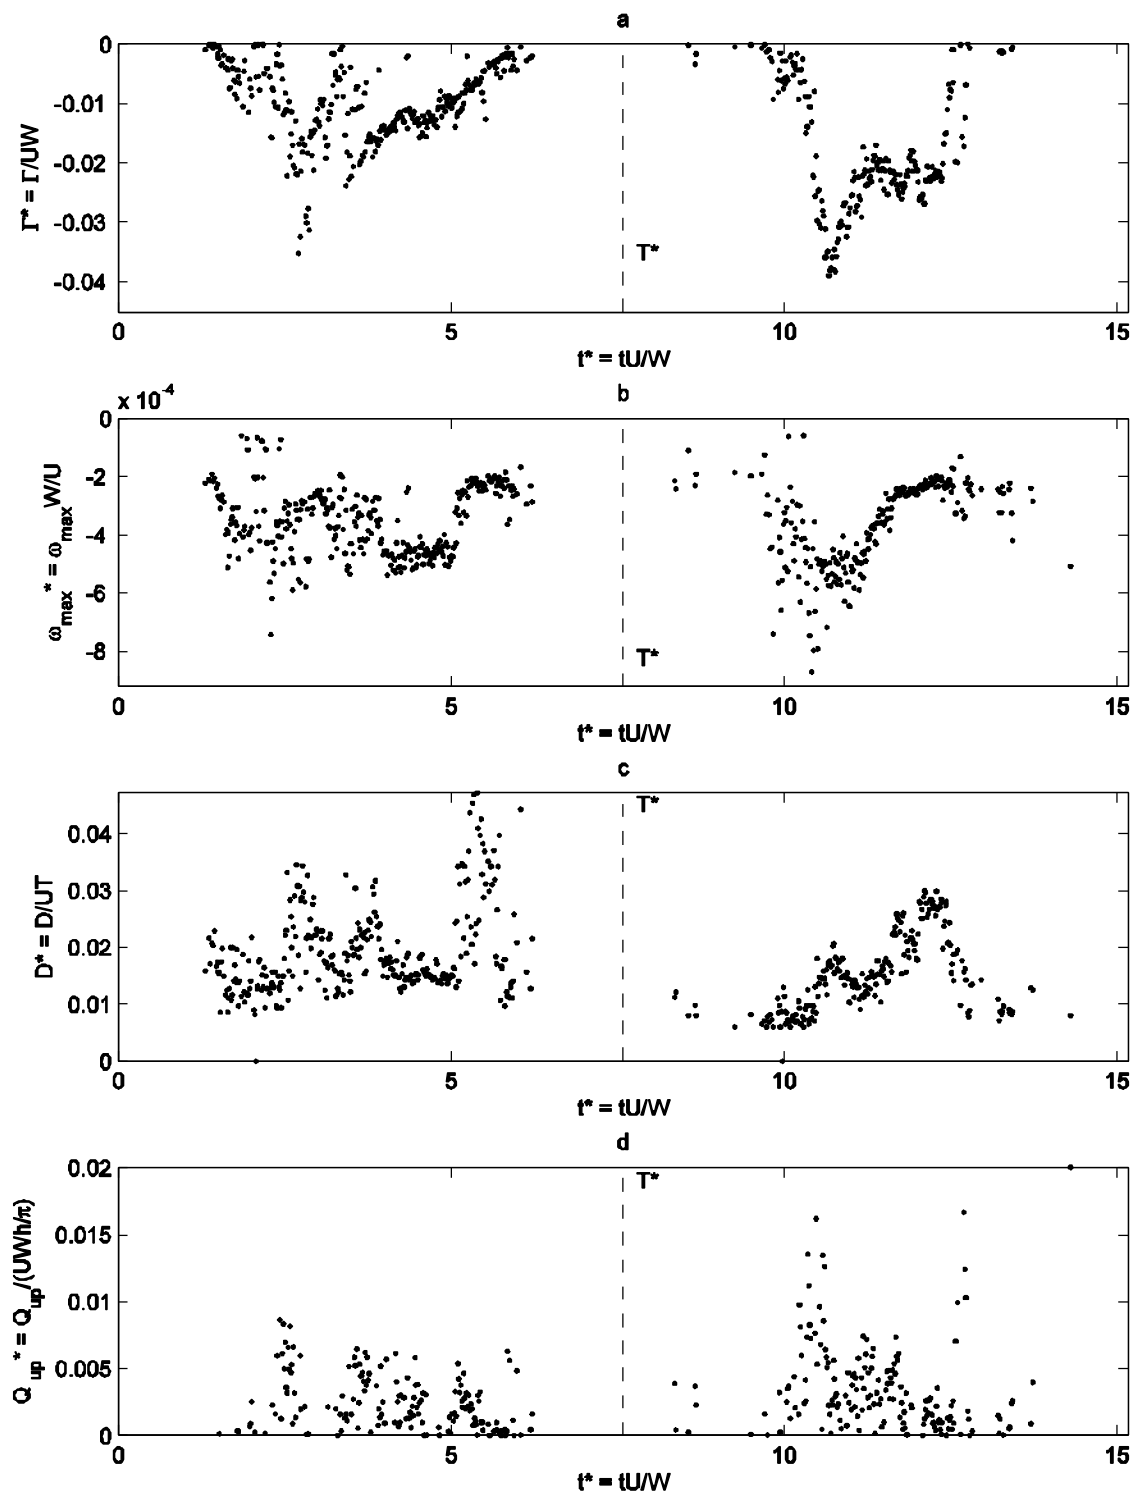 a
0
-0.01
-0.02
-0.03
-0.04
Γ* = Γ/UW
T*
0 5 10 15
t* = tU/W
b
x 10⁻⁴
0
-2
-4
-6
-8
ω_max* = ω_max W/U
T*
0 5 10 15
t* = tU/W
c
0.04
0.03
0.02
0.01
0
D* = D/UT
T*
0 5 10 15
t* = tU/W
d
0.02
0.015
0.01
0.005
0
Q_up* = Q_up/(UWh/π)
T*
0 5 10 15
t* = tU/W